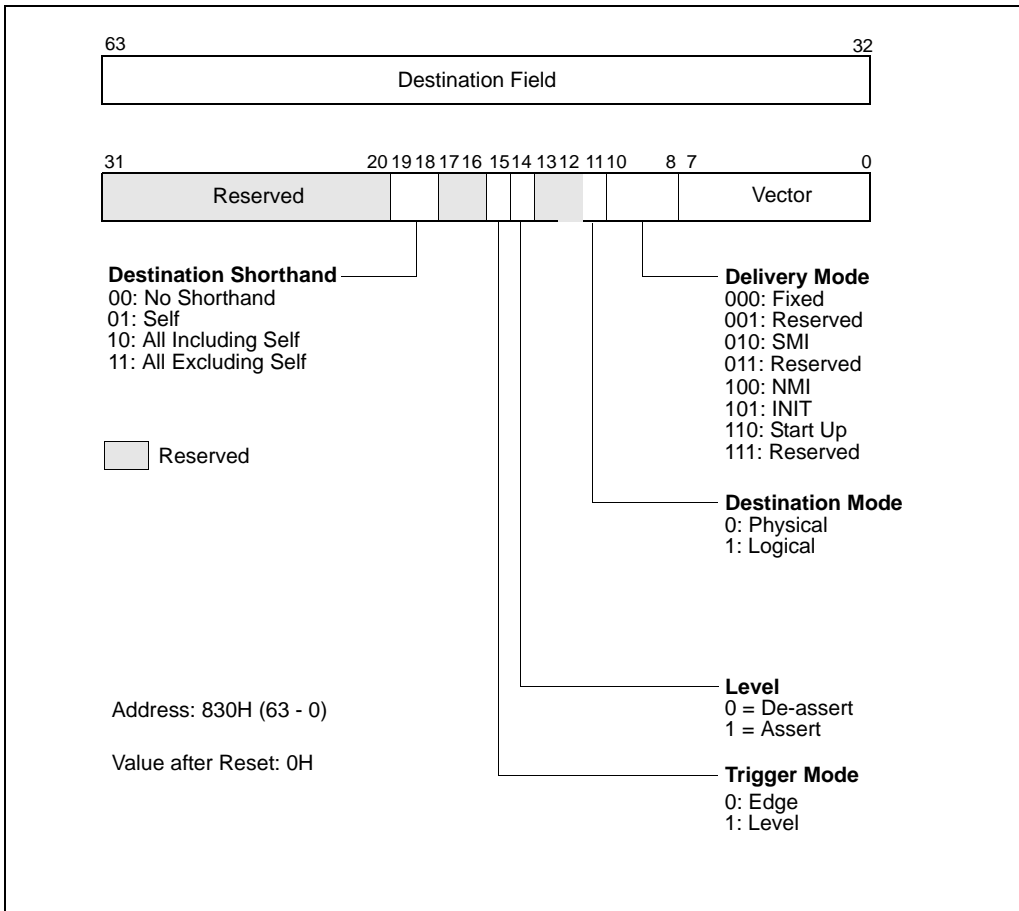 63 32
Destination Field
31 20 19 18 17 16 15 14 13 12 11 10 8 7 0
Reserved Vector
Destination Shorthand
00: No Shorthand
01: Self
10: All Including Self
11: All Excluding Self
Reserved
Delivery Mode
000: Fixed
001: Reserved
010: SMI
011: Reserved
100: NMI
101: INIT
110: Start Up
111: Reserved
Destination Mode
0: Physical
1: Logical
Level
0 = De-assert
1 = Assert
Address: 830H (63 - 0)
Value after Reset: 0H
Trigger Mode
0: Edge
1: Level